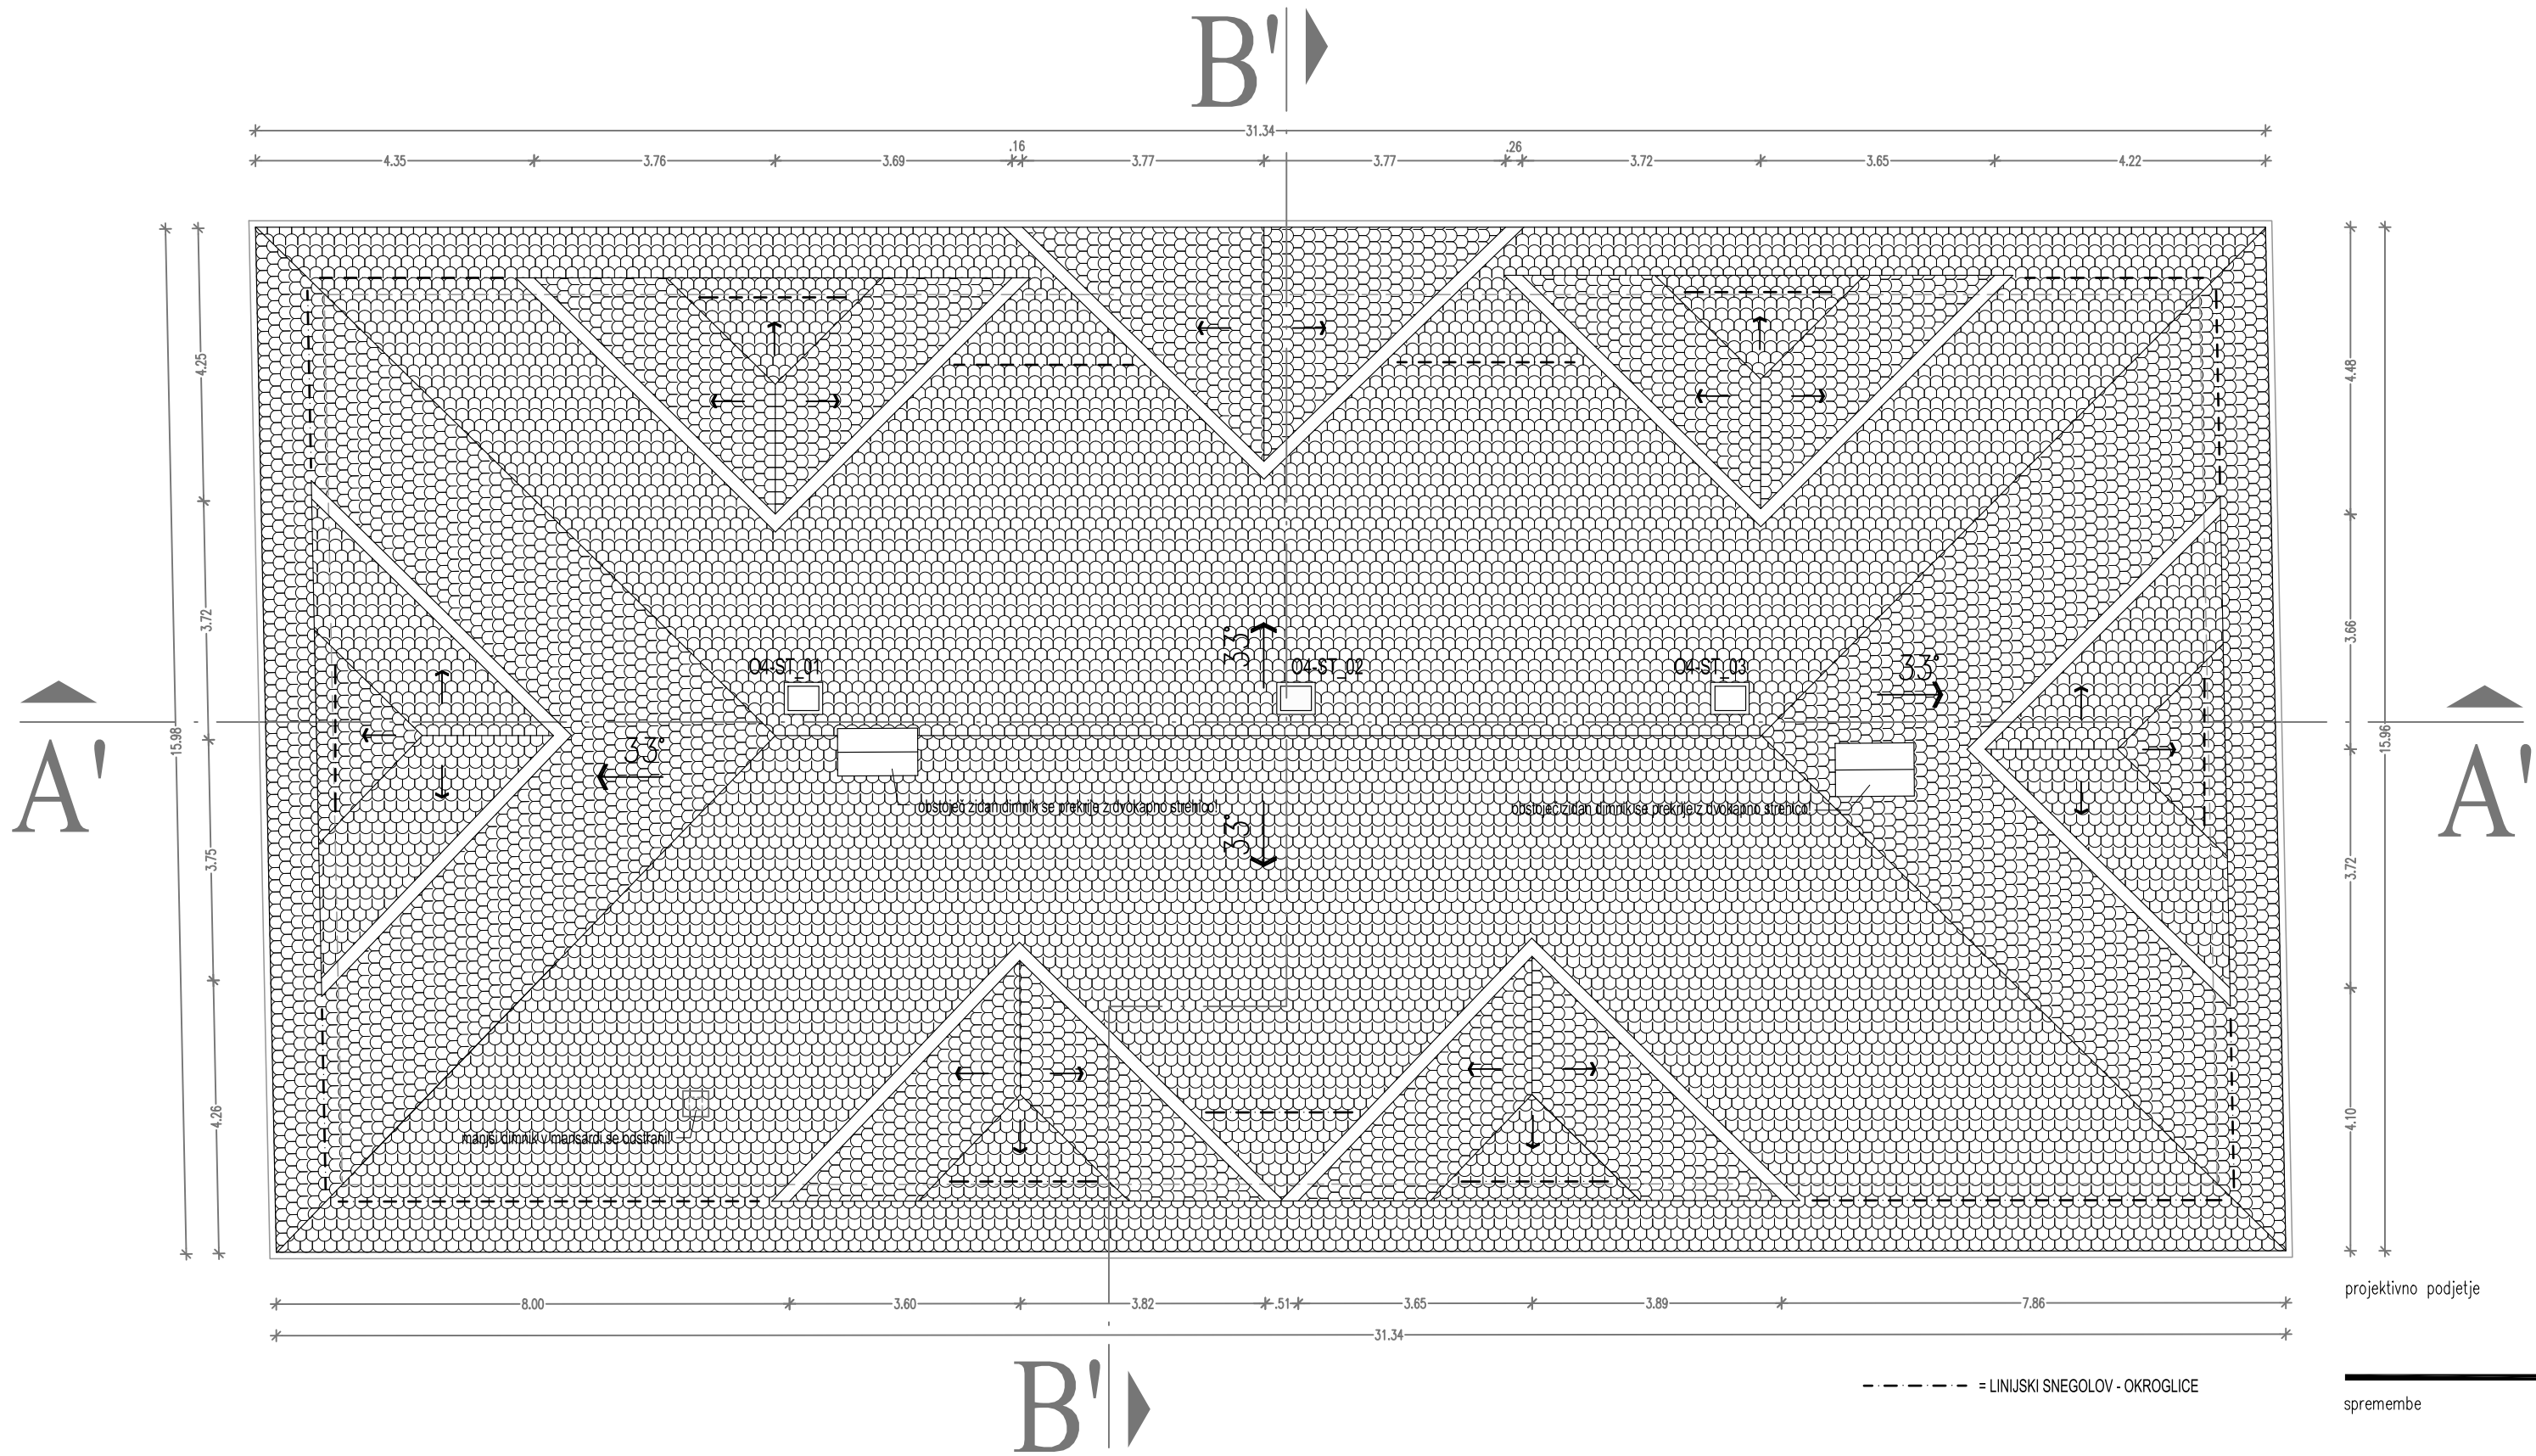 B'
31.34
.16 .26
4.35 3.76 3.69 3.77 3.77 3.72 3.65 4.22
4.25
4.48
3.72
3.66
33°
O4-ST_01 O4-ST_02 O4-ST_03 33°
15.98
15.96
A' 33° A'
obstoječ zidan dimnik se prekrije z dvokapno strehico! obstoječ zidan dimnik se prekrije z dvokapno strehico!
33°
3.75
3.72
4.26
4.10
manjši dimnik v mansardi se odstrani!
projektivno podjetje
8.00 3.60 3.82 .51 3.65 3.89 7.86
31.34
B'
= LINIJSKI SNEGOLOV - OKROGLICE
spremembe